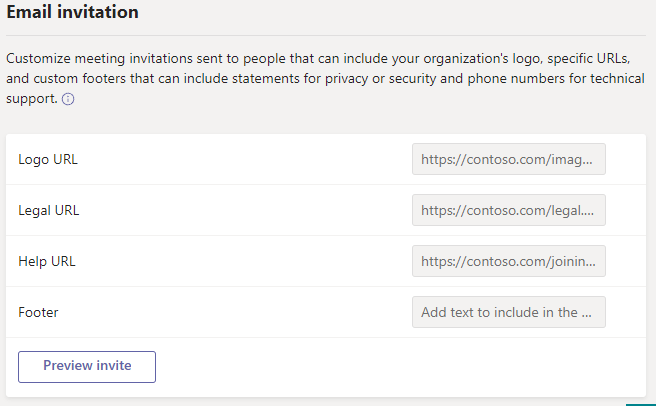 Email invitation
Customize meeting invitations sent to people that can include your organization's logo, specific URLs,
and custom footers that can include statements for privacy or security and phone numbers for technical
support.
Logo URL
https://contoso.com/imag...
Legal URL
https://contoso.com/legal....
Help URL
https://contoso.com/joinin...
Footer
Add text to include in the ...
Preview invite